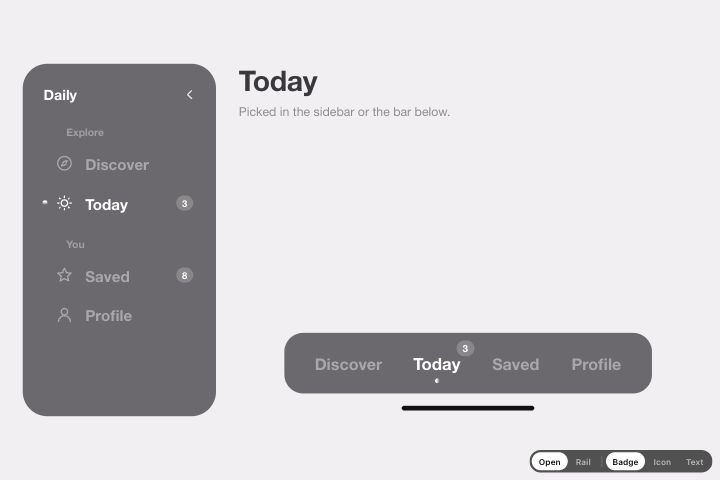 Daily
Explore
Discover
Today 3
You
Saved 8
Profile
Today
Picked in the sidebar or the bar below.
3
Discover Today Saved Profile
Open Rail Badge Icon Text